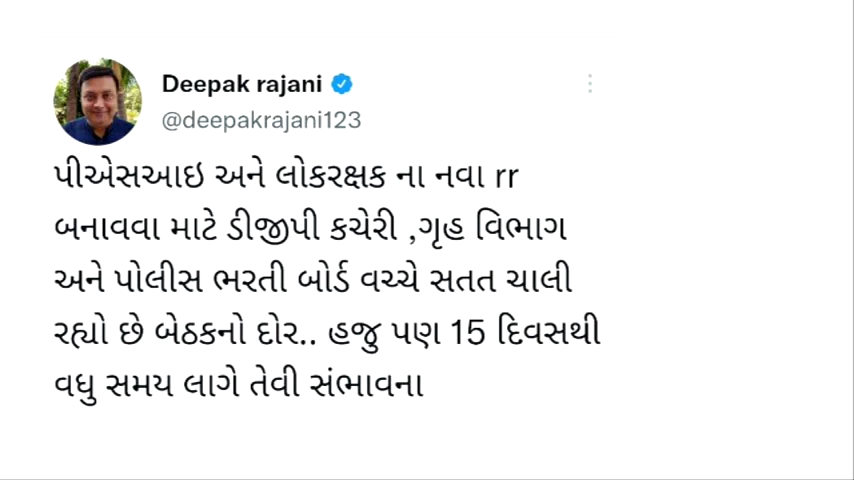 Deepak rajani
@deepakrajani123
પીએસઆઇ અને લોકરક્ષક ના નવા rr
બનાવવા માટે ડીજીપી કચેરી ,ગૃહ વિભાગ
અને પોલીસ ભરતી બોર્ડ વચ્ચે સતત ચાલી
રહ્યો છે બેઠકનો દોર.. હજુ પણ 15 દિવસથી
વધુ સમય લાગે તેવી સંભાવના